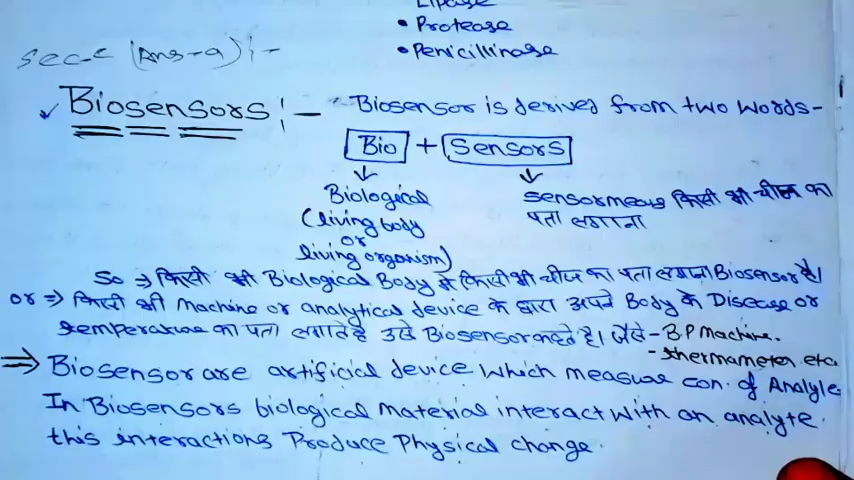 Lipase
• Protease
• Penicillinase
sec-c (Ans-9):-
✓ Biosensors :- Biosensor is derived from two words-
Bio + Sensors
↓ ↓
Biological sensor means किसी भी चीज का
(living body पता लगाना
or
living organism)
So ⇒ किसी भी Biological Body में किसी भी चीज का पता लगाना Biosensor है।
or ⇒ किसी भी machine or analytical device के द्वारा अपने Body के Disease or
temperature का पता लगाते है उसे Biosensor कहते है। जैसे - B.P machine.
- thermameter etc
⇒ Biosensor are artificial device which measure con. of Analyte
In Biosensors biological material interact with an analyte.
this interactions Produce Physical change.